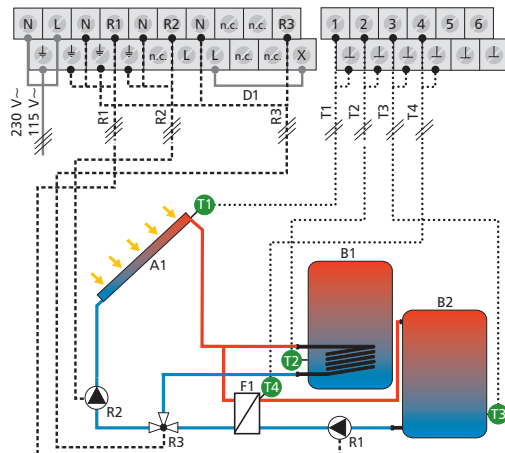 N L N R1 N R2 N n.c. R3
n.c. L L n.c. n.c. X
1 2 3 4 5 6
230 V~
115 V~
R1
R2
D1
R3
T1
T2
T3
T4
T1
A1
B1
B2
T2
F1
T4
T3
R2
R3
R1